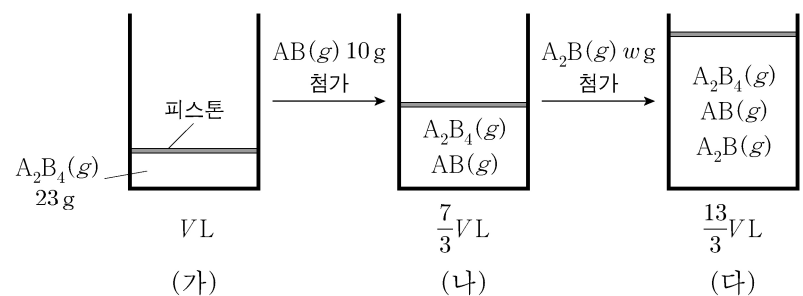 피스톤
A₂B₄(g)
23 g
V L
(가)
AB(g) 10 g
첨가
A₂B₄(g)
AB(g)
7/3 V L
(나)
A₂B(g) w g
첨가
A₂B₄(g)
AB(g)
A₂B(g)
13/3 V L
(다)